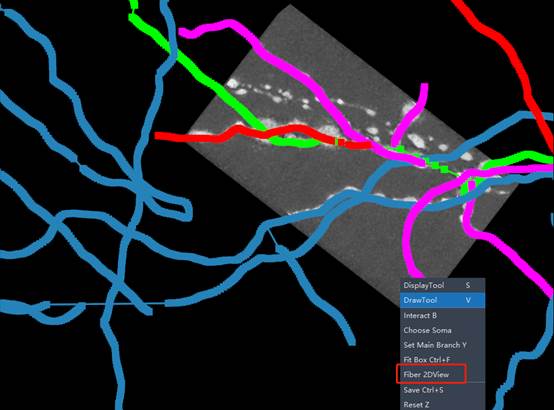 DisplayTool S
DrawTool V
Interact B
Choose Soma
Set Main Branch Y
Fit Box Ctrl+F
Fiber 2DView
Save Ctrl+S
Reset Z